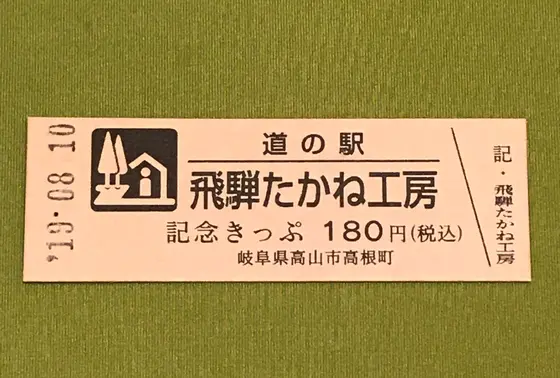 '19.08 10
道の駅
飛騨たかね工房
記念きっぷ 180円(税込)
岐阜県高山市高根町
記・飛騨たかね工房